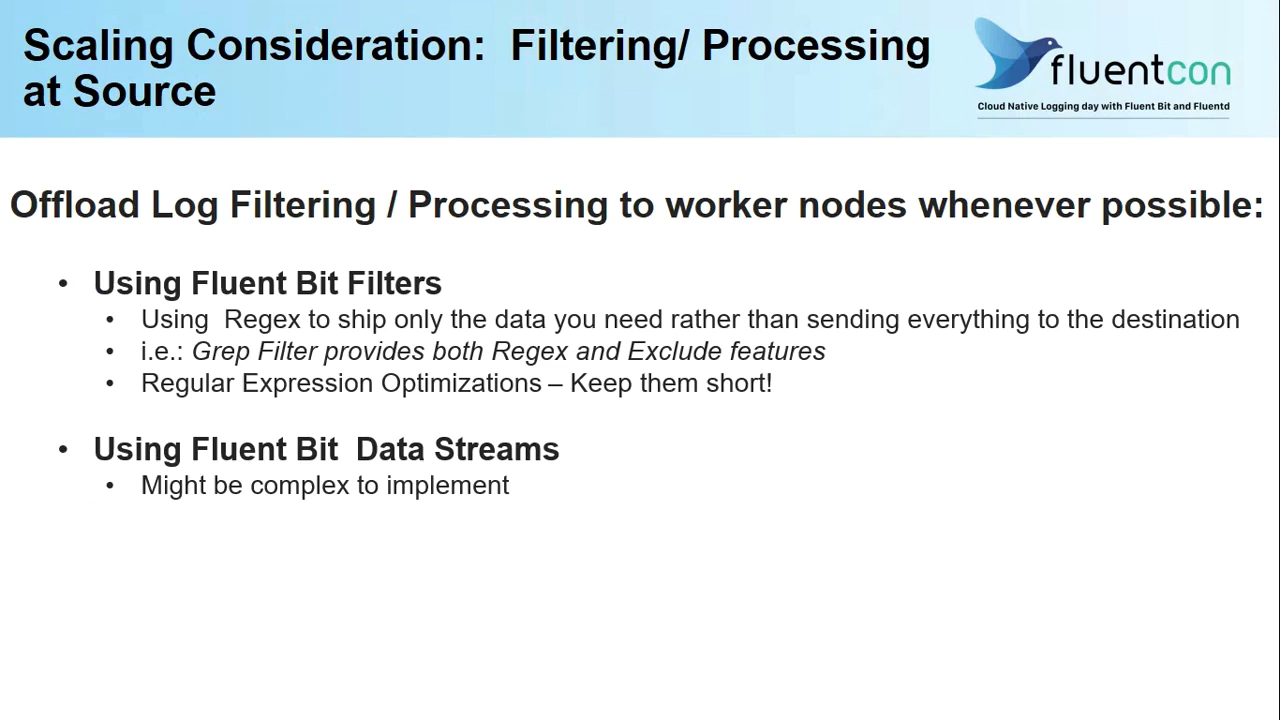 Scaling Consideration:  Filtering/ Processing
at Source
fluentcon
Cloud Native Logging day with Fluent Bit and Fluentd
Offload Log Filtering / Processing to worker nodes whenever possible:
• Using Fluent Bit Filters
• Using  Regex to ship only the data you need rather than sending everything to the destination
• i.e.: Grep Filter provides both Regex and Exclude features
• Regular Expression Optimizations – Keep them short!
• Using Fluent Bit  Data Streams
• Might be complex to implement